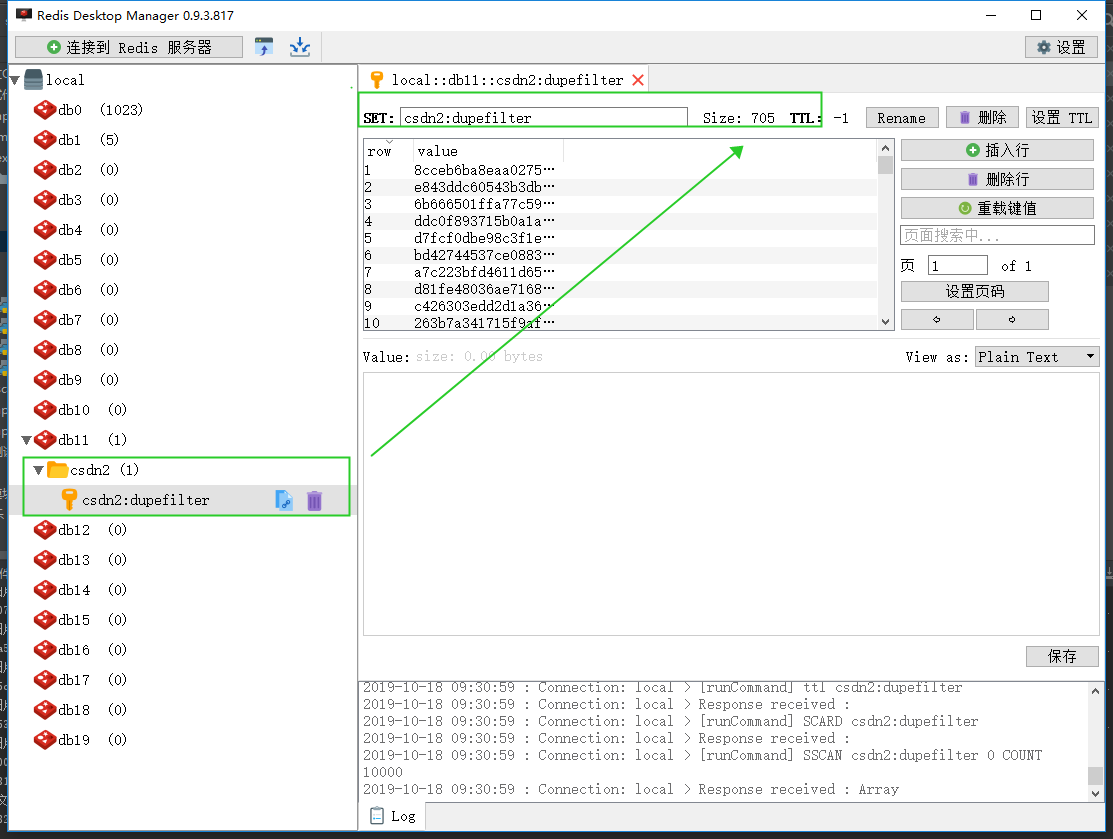 Redis Desktop Manager 0.9.3.817
连接到 Redis 服务器
设置
local
db0 (1023)
db1 (5)
db2 (0)
db3 (0)
db4 (0)
db5 (0)
db6 (0)
db7 (0)
db8 (0)
db9 (0)
db10 (0)
db11 (1)
csdn2 (1)
csdn2:dupefilter
db12 (0)
db13 (0)
db14 (0)
db15 (0)
db16 (0)
db17 (0)
db18 (0)
db19 (0)
local::db11::csdn2:dupefilter
SET: csdn2:dupefilter Size: 705 TTL: -1 Rename 删除 设置 TTL
row value
1 8cceb6ba8eaa0275…
2 e843ddc60543b3db…
3 6b666501ffa77c59…
4 ddc0f893715b0a1a…
5 d7fcf0dbe98c3f1e…
6 bd42744537ce0883…
7 a7c223bfd4611d65…
8 d81fe48036ae7168…
9 c426303edd2d1a36…
10 263b7a341715f9af…
插入行
删除行
重载键值
页面搜索中...
页 1 of 1
设置页码
Value: size: 0.00 bytes View as: Plain Text
保存
2019-10-18 09:30:59 : Connection: local > [runCommand] ttl csdn2:dupefilter
2019-10-18 09:30:59 : Connection: local > Response received :
2019-10-18 09:30:59 : Connection: local > [runCommand] SCARD csdn2:dupefilter
2019-10-18 09:30:59 : Connection: local > Response received :
2019-10-18 09:30:59 : Connection: local > [runCommand] SSCAN csdn2:dupefilter 0 COUNT
10000
2019-10-18 09:30:59 : Connection: local > Response received : Array
Log